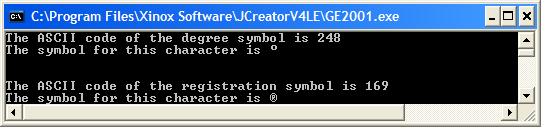 C:\Program Files\Xinox Software\JCreatorV4LE\GE2001.exe
The ASCII code of the degree symbol is 248
The symbol for this character is º
The ASCII code of the registration symbol is 169
The symbol for this character is ®